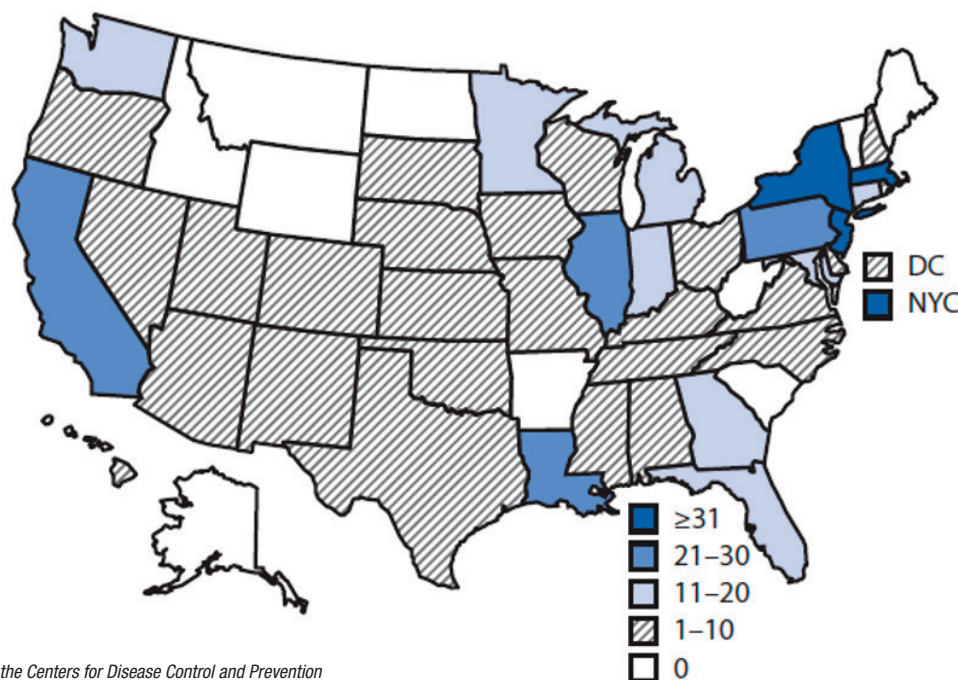 DC
NYC
≥31
21–30
11–20
1–10
0
the Centers for Disease Control and Prevention